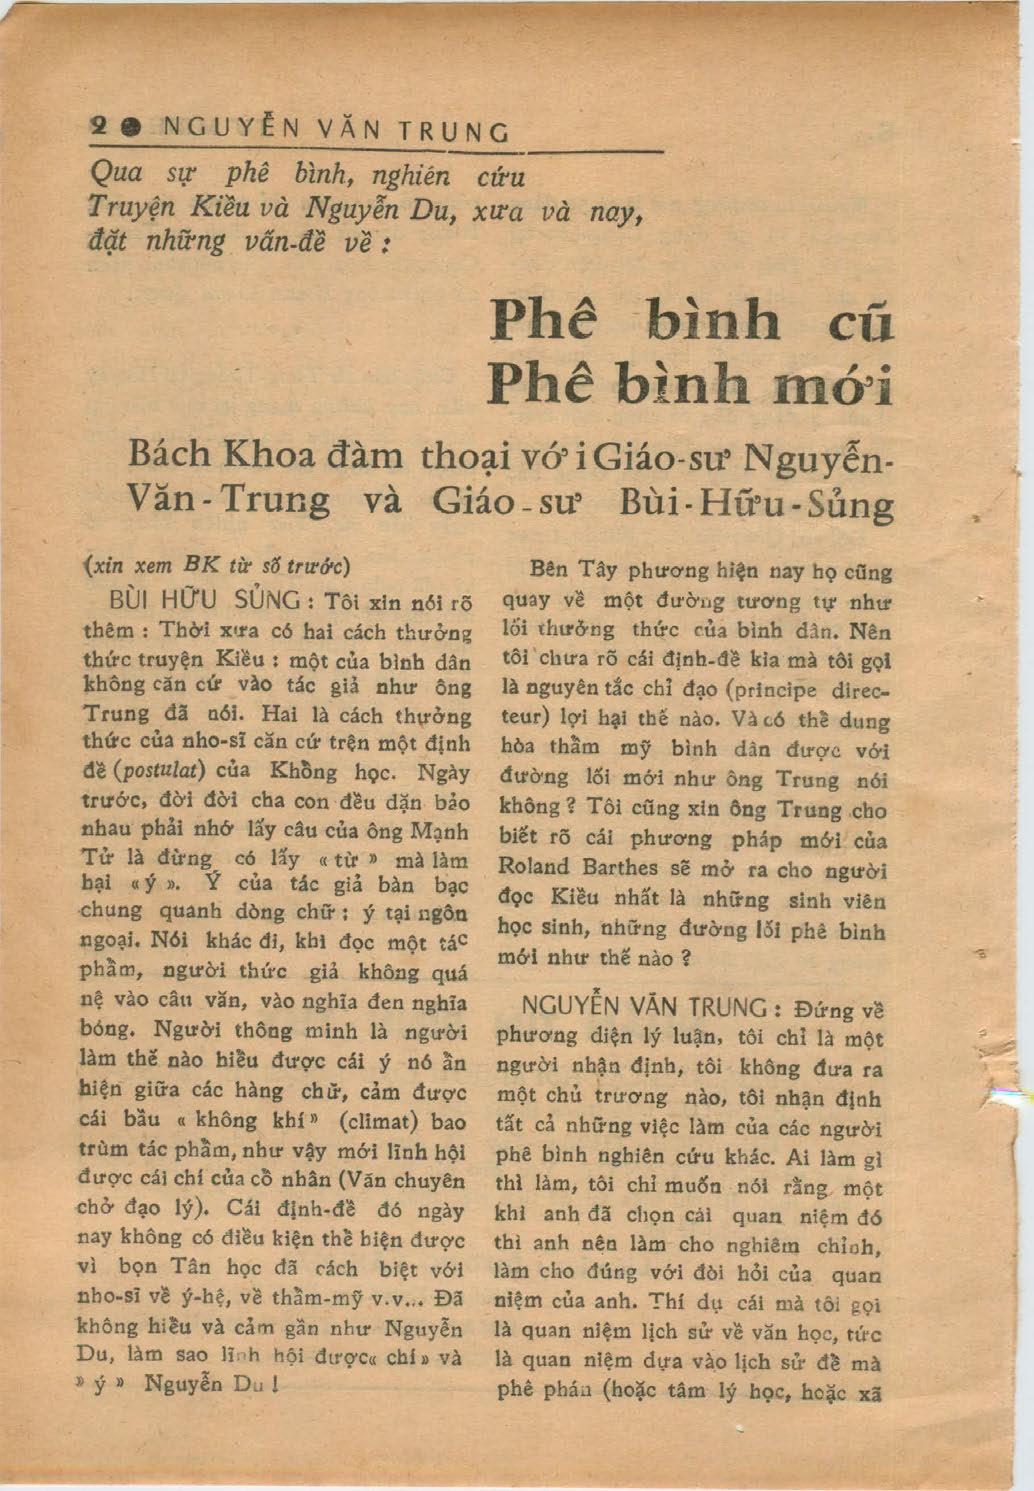 2 ● NGUYỄN VĂN TRUNG
Qua sự phê bình, nghiên cứu
Truyện Kiều và Nguyễn Du, xưa và nay,
đặt những vấn-đề về :
Phê bình cũ
Phê bình mới
Bách Khoa đàm thoại với Giáo-sư Nguyễn-
Văn-Trung và Giáo-sư Bùi-Hữu-Sủng
(xin xem BK từ số trước)
BÙI HỮU SỦNG : Tôi xin nói rõ
thêm : Thời xưa có hai cách thưởng
thức truyện Kiều : một của bình dân
không căn cứ vào tác giả như ông
Trung đã nói. Hai là cách thưởng
thức của nho-sĩ căn cứ trện một định
đề (postulat) của Khồng học. Ngày
trước, đời đời cha con đều dặn bảo
nhau phải nhớ lấy câu của ông Mạnh
Tử là đừng có lấy « từ » mà làm
hại « ý ». Ý của tác giả bàn bạc
chung quanh dòng chữ : ý tại ngôn
ngoại. Nói khác đi, khi đọc một tác
phầm, người thức giả không quá
nệ vào câu văn, vào nghĩa đen nghĩa
bóng. Người thông minh là người
làm thế nào hiều được cái ý nó ần
hiện giữa các hàng chữ, cảm được
cái bầu « không khí » (climat) bao
trùm tác phầm, như vậy mới lĩnh hội
được cái chí của cồ nhân (Văn chuyên
chở đạo lý). Cái định-đề đó ngày
nay không có điều kiện thề hiện được
vì bọn Tân học đã cách biệt với
nho-sĩ về ý-hệ, về thầm-mỹ v.v... Đã
không hiều và cảm gần như Nguyễn
Du, làm sao lĩnh hội được« chí» và
» ý » Nguyễn Du !
Bên Tây phương hiện nay họ cũng
quay về một đường tương tự như
lối thưởng thức của bình dân. Nên
tôi chưa rõ cái định-đề kia mà tôi gọi
là nguyên tắc chỉ đạo (principe direc-
teur) lợi hại thế nào. Và có thề dung
hòa thầm mỹ bình dân được với
đường lối mới như ông Trung nói
không ? Tôi cũng xin ông Trung cho
biết rõ cái phương pháp mới của
Roland Barthes sẽ mở ra cho người
đọc Kiều nhất là những sinh viên
học sinh, những đường lối phê bình
mới như thế nào ?
NGUYỄN VĂN TRUNG : Đứng về
phương diện lý luận, tôi chỉ là một
người nhận định, tôi không đưa ra
một chủ trương nào, tôi nhận định
tất cả những việc làm của các người
phê bình nghiên cứu khác. Ai làm gì
thì làm, tôi chỉ muốn nói rằng một
khi anh đã chọn cái quan niệm đó
thì anh nên làm cho nghiêm chỉnh,
làm cho đúng với đòi hỏi của quan
niệm của anh. Thí dụ cái mà tôi gọi
là quan niệm lịch sử về văn học, tức
là quan niệm dựa vào lịch sử đề mà
phê phán (hoặc tâm lý học, hoặc xã